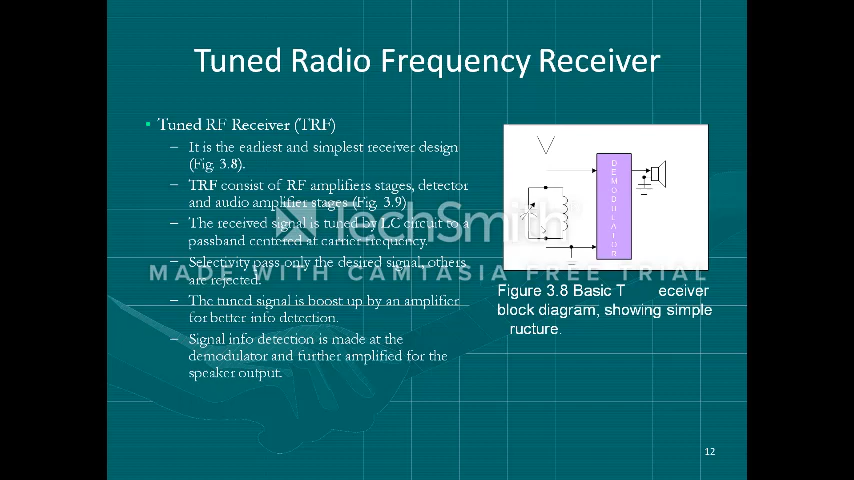 Tuned Radio Frequency Receiver
• Tuned RF Receiver (TRF)
– It is the earliest and simplest receiver design
(Fig. 3.8).
– TRF consist of RF amplifiers stages, detector
and audio amplifier stages (Fig. 3.9)
– The received signal is tuned by LC circuit to a
passband centered at carrier frequency.
– Selectivity pass only the desired signal, others
are rejected.
– The tuned signal is boost up by an amplifier
for better info detection.
– Signal info detection is made at the
demodulator and further amplified for the
speaker output.
DEMODULATOR
Figure 3.8 Basic T eceiver
block diagram, showing simple
ructure.
TechSmith
MADE WITH CAMTASIA FREE TRIAL
12